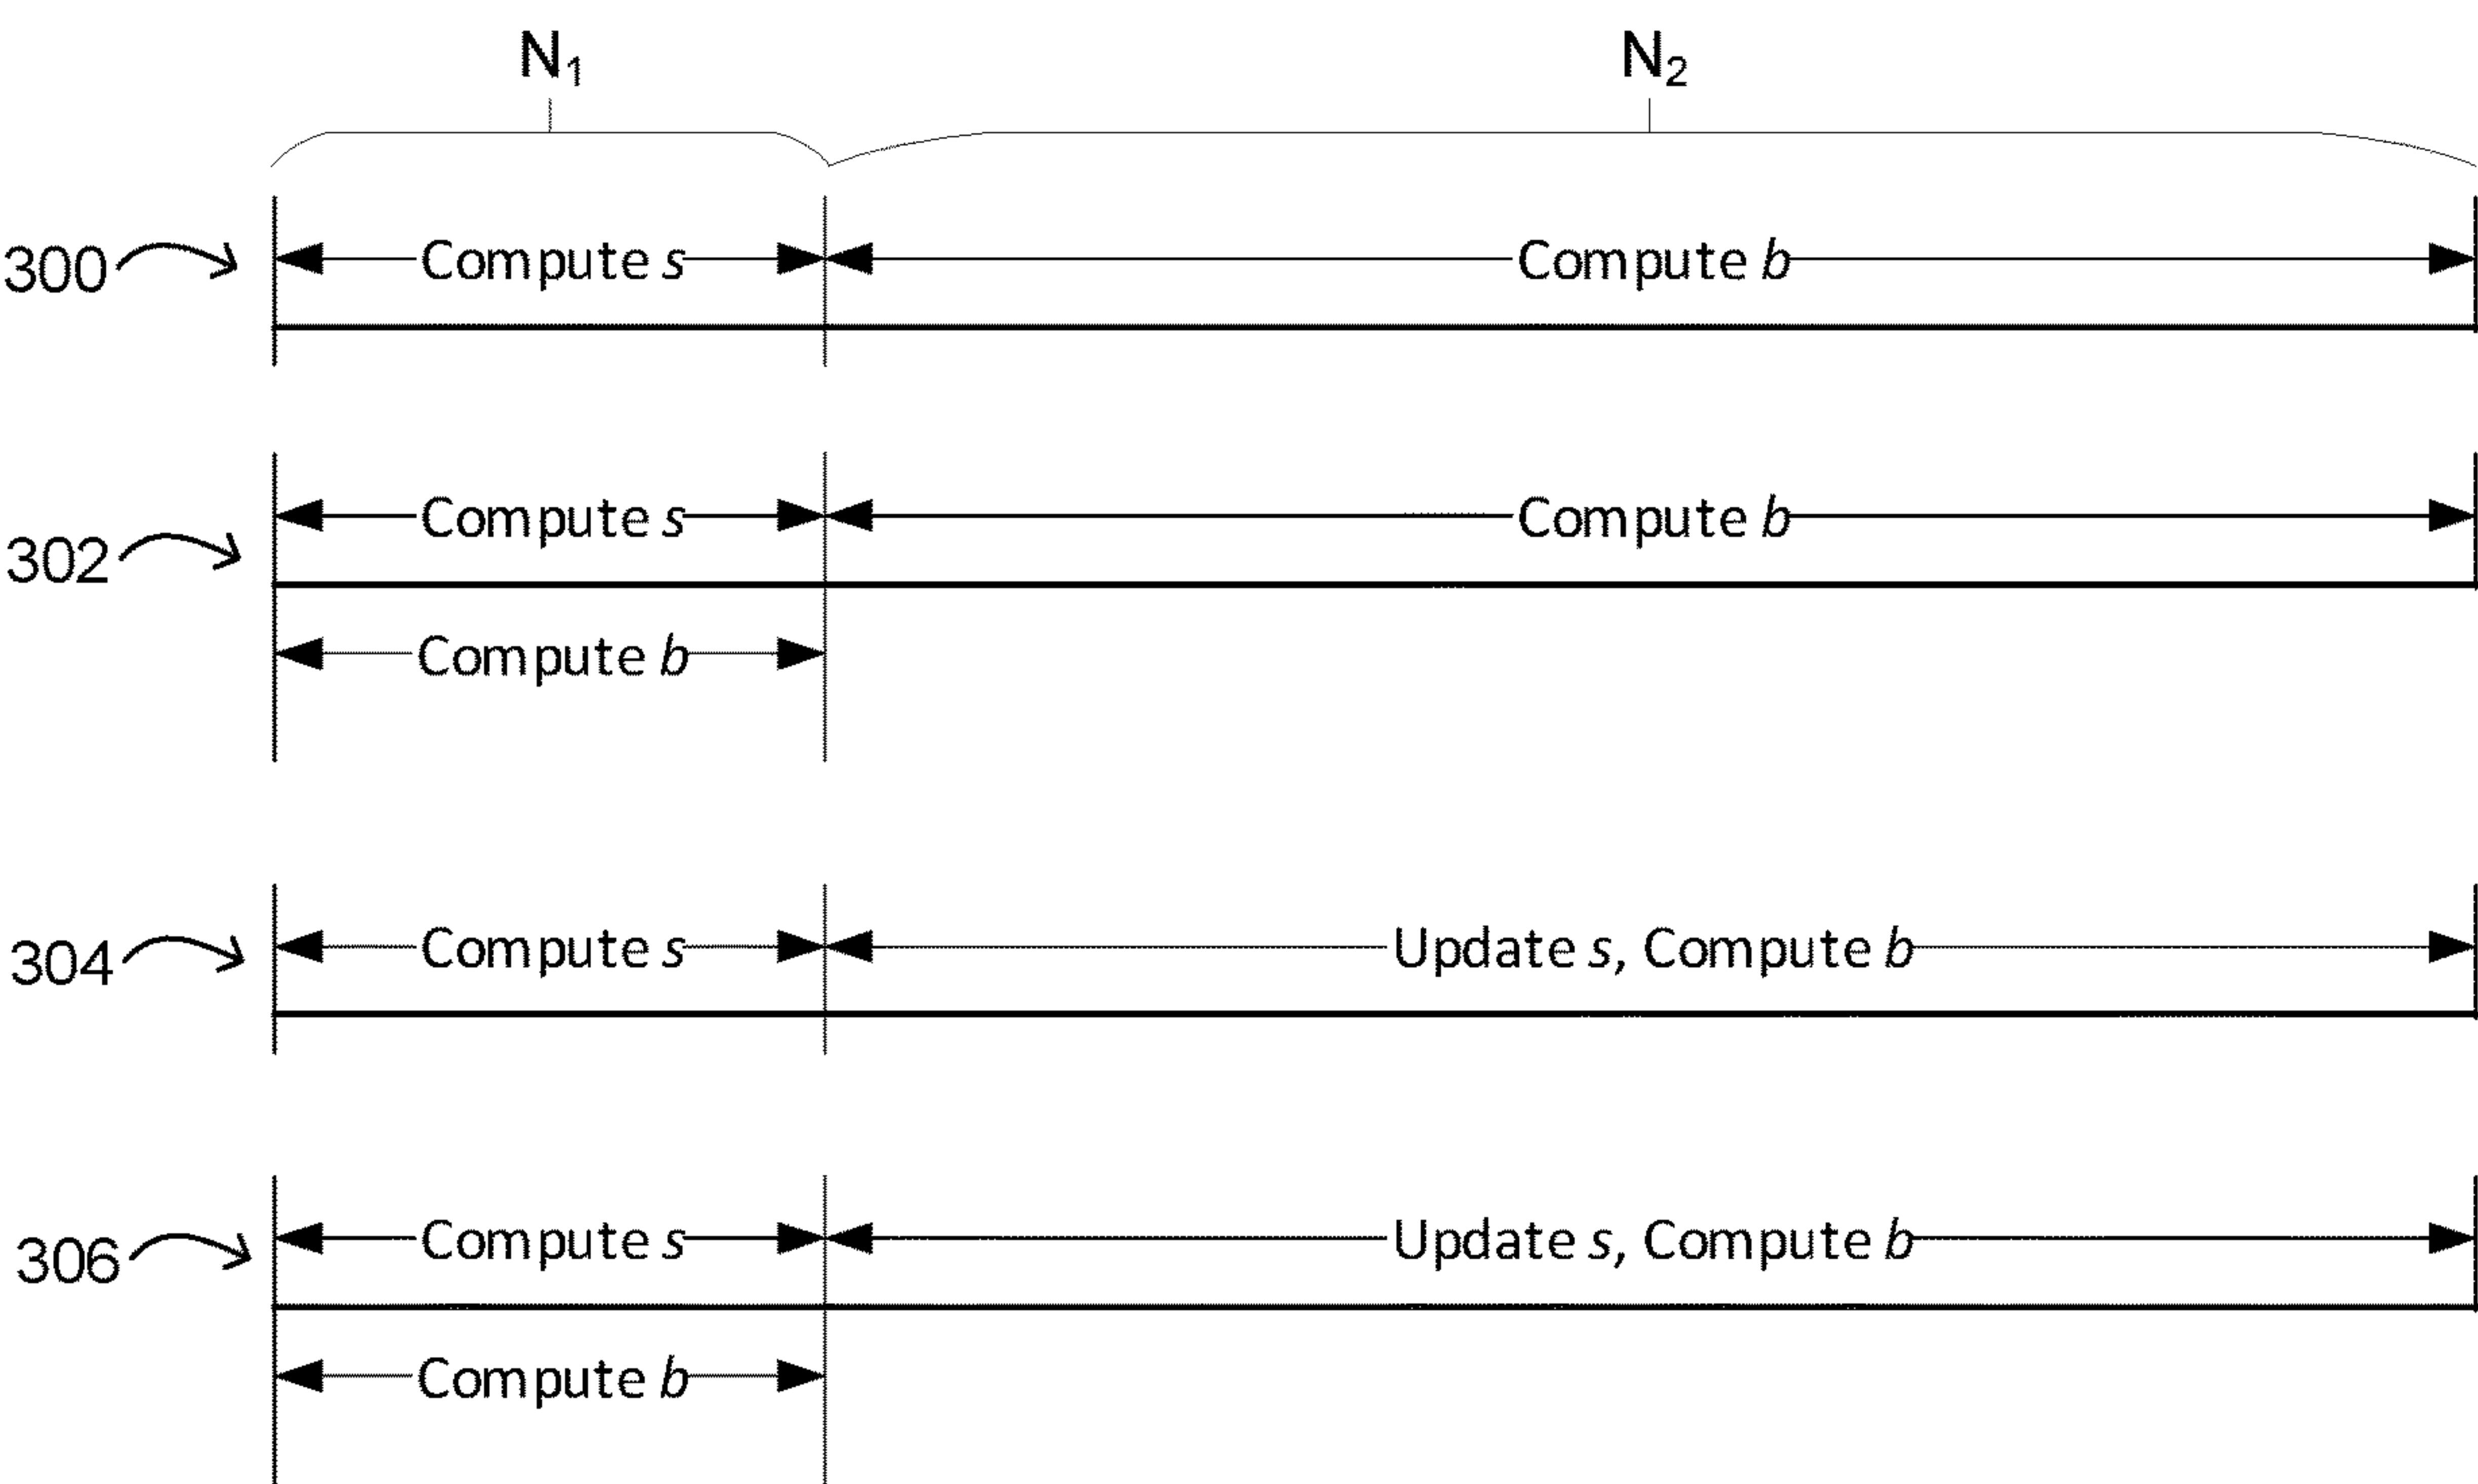 N₁ N₂
300 Compute s Compute b
302 Compute s Compute b
Compute b
304 Compute s Update s, Compute b
306 Compute s Update s, Compute b
Compute b